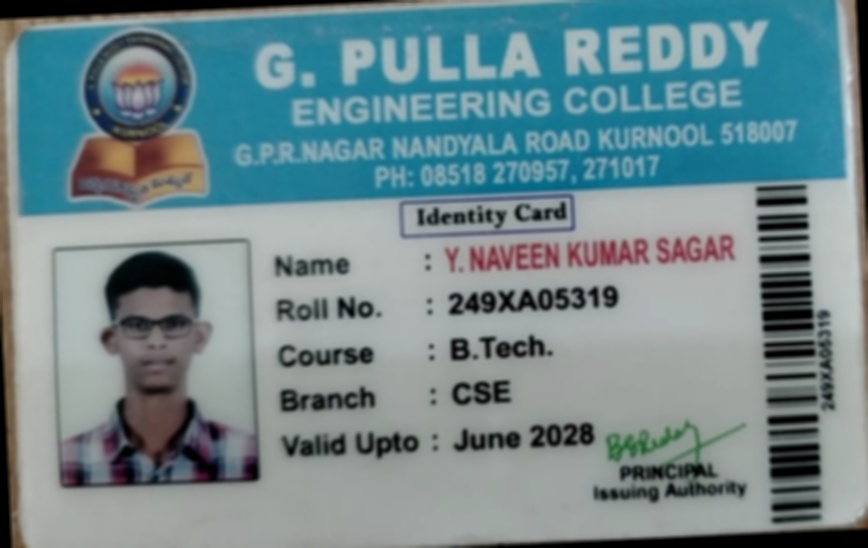 G. PULLA REDDY
ENGINEERING COLLEGE
G.P.R.NAGAR NANDYALA ROAD KURNOOL 518007
PH: 08518 270957, 271017
KURNOOL
Identity Card
Name : Y. NAVEEN KUMAR SAGAR
Roll No. : 249XA05319
Course : B.Tech.
Branch : CSE
Valid Upto : June 2028
PRINCIPAL
Issuing Authority
249XA05319